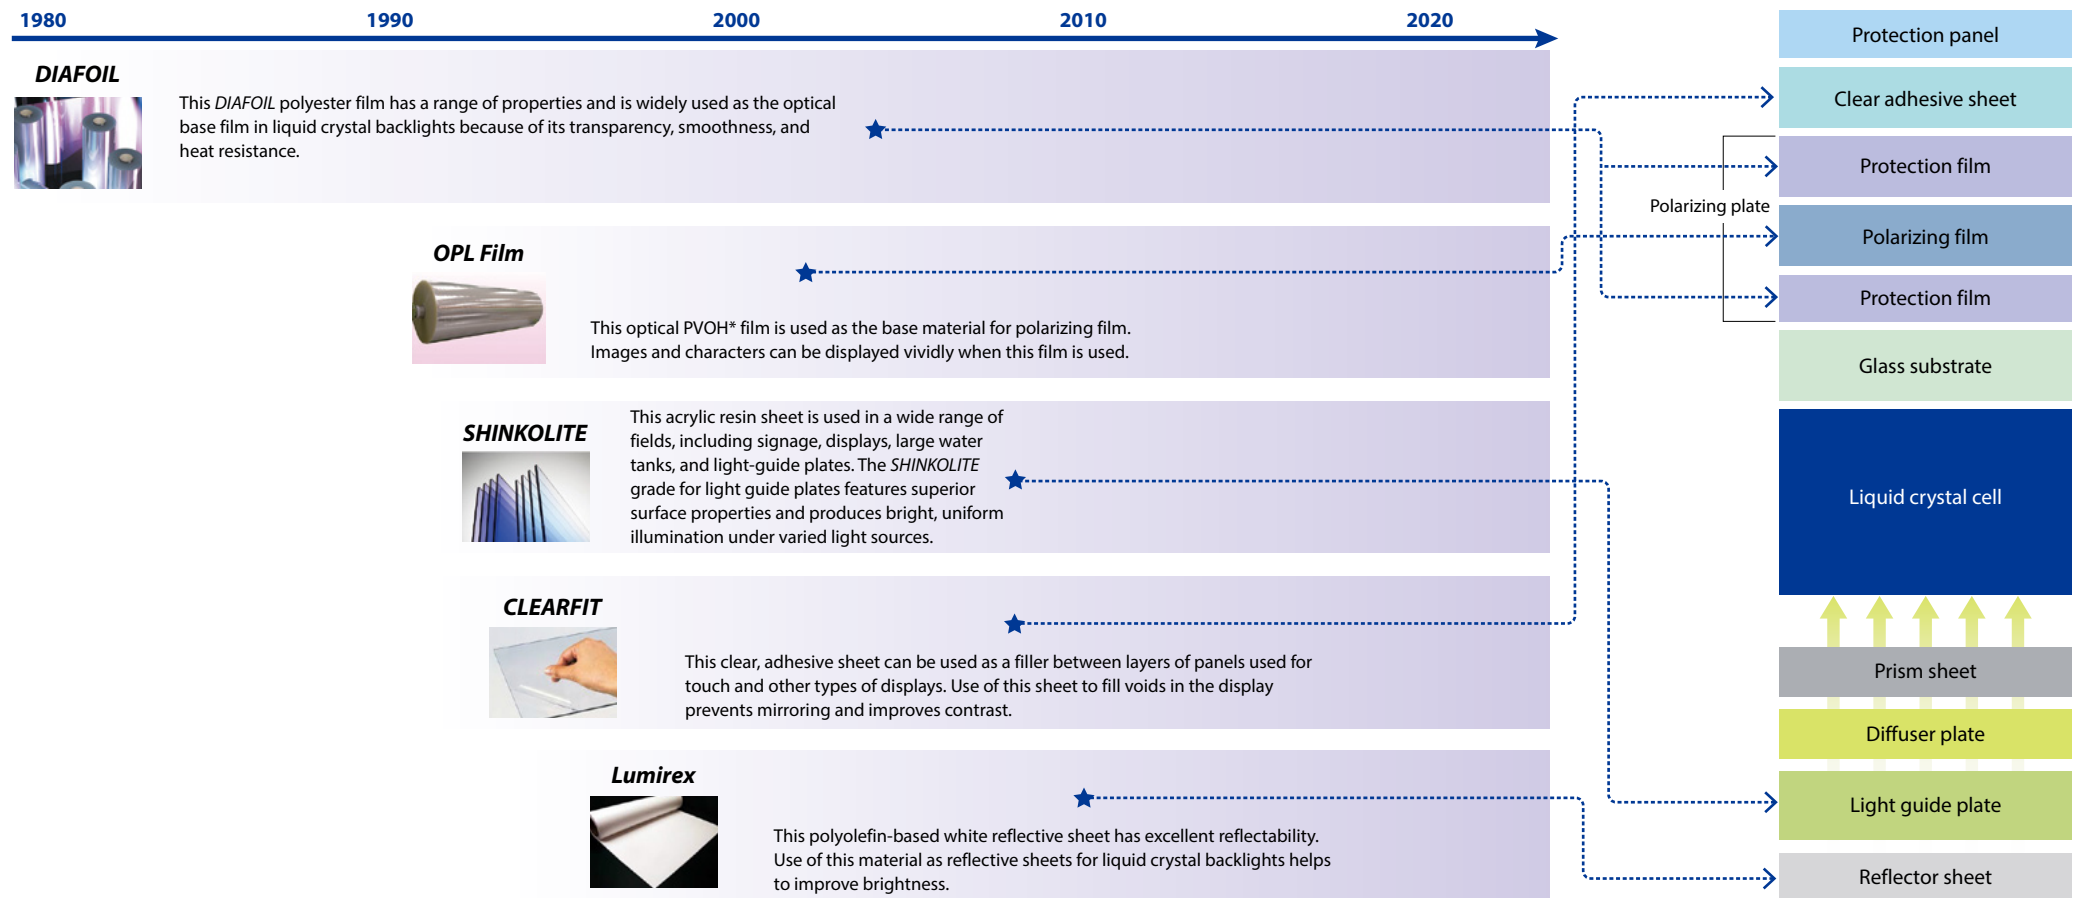 1980 1990 2000 2010 2020
DIAFOIL
This DIAFOIL polyester film has a range of properties and is widely used as the optical
base film in liquid crystal backlights because of its transparency, smoothness, and
heat resistance.
OPL Film
This optical PVOH* film is used as the base material for polarizing film.
Images and characters can be displayed vividly when this film is used.
SHINKOLITE
This acrylic resin sheet is used in a wide range of
fields, including signage, displays, large water
tanks, and light-guide plates. The SHINKOLITE
grade for light guide plates features superior
surface properties and produces bright, uniform
illumination under varied light sources.
CLEARFIT
This clear, adhesive sheet can be used as a filler between layers of panels used for
touch and other types of displays. Use of this sheet to fill voids in the display
prevents mirroring and improves contrast.
Lumirex
This polyolefin-based white reflective sheet has excellent reflectability.
Use of this material as reflective sheets for liquid crystal backlights helps
to improve brightness.
Protection panel
Clear adhesive sheet
Polarizing plate
Protection film
Polarizing film
Protection film
Glass substrate
Liquid crystal cell
Prism sheet
Diffuser plate
Light guide plate
Reflector sheet